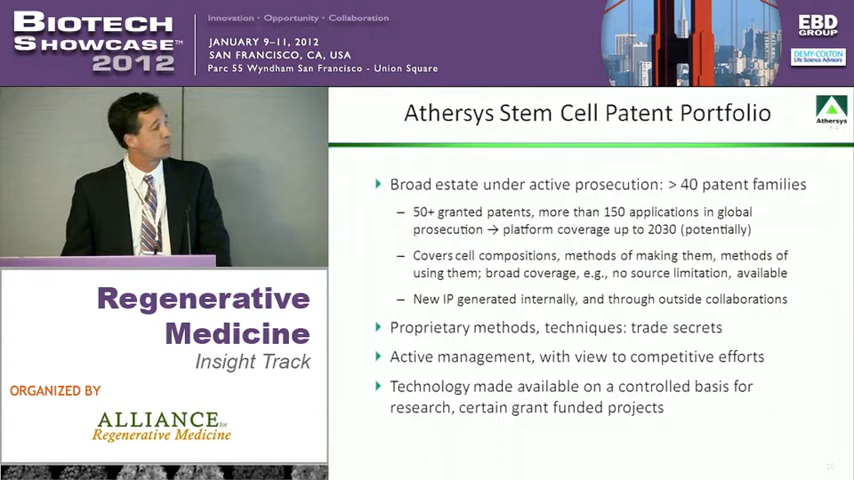 BIOTECH
SHOWCASE™
2012
Innovation • Opportunity • Collaboration
JANUARY 9–11, 2012
SAN FRANCISCO, CA, USA
Parc 55 Wyndham San Francisco - Union Square
EBD
GROUP
DEMY-COLTON
Life Science Advisors
Athersys Stem Cell Patent Portfolio
Athersys
Broad estate under active prosecution: > 40 patent families
– 50+ granted patents, more than 150 applications in global
prosecution → platform coverage up to 2030 (potentially)
– Covers cell compositions, methods of making them, methods of
using them; broad coverage, e.g., no source limitation, available
– New IP generated internally, and through outside collaborations
Proprietary methods, techniques: trade secrets
Active management, with view to competitive efforts
Technology made available on a controlled basis for
research, certain grant funded projects
10
Regenerative
Medicine
Insight Track
ORGANIZED BY
ALLIANCE for
Regenerative Medicine